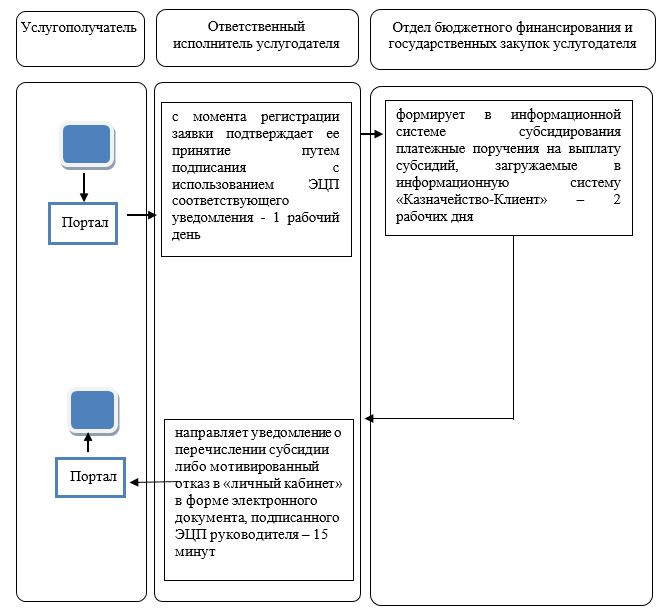 Услугополучатель
Ответственный
исполнитель услугодателя
Отдел бюджетного финансирования и
государственных закупок услугодателя
Портал
с момента регистрации
заявки подтверждает ее
принятие путем
подписания с
использованием ЭЦП
соответствующего
уведомления - 1 рабочий
день
формирует в информационной
системе субсидирования
платежные поручения на выплату
субсидий, загружаемые в
информационную систему
«Казначейство-Клиент» – 2
рабочих дня
направляет уведомление о
перечислении субсидии
либо мотивированный
отказ в «личный кабинет»
в форме электронного
документа, подписанного
ЭЦП руководителя – 15
минут
Портал